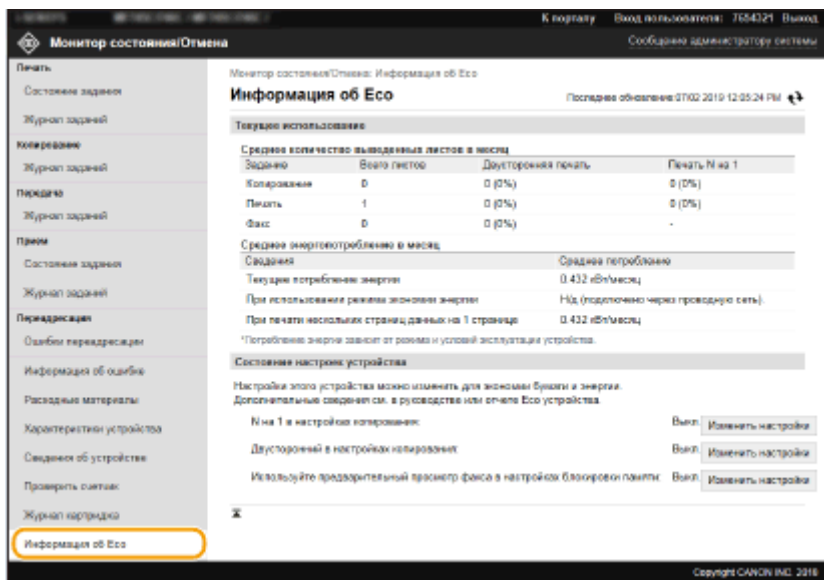 К порталу Вход пользователя: 7654321 Выход
Монитор состояния/Отмена Сообщение администратору системы
Печать
Состояние задания
Журнал заданий
Копирование
Журнал заданий
Передача
Журнал заданий
Прием
Состояние задания
Журнал заданий
Переадресация
Ошибки переадресации
Информация об ошибке
Расходные материалы
Характеристики устройства
Сведения об устройстве
Проверить счетчик
Журнал картриджа
Информация об Eco
Монитор состояния/Отмена: Информация об Eco
Информация об Eco
Последнее обновление:07/02 2019 12:05:24 PM
Текущее использование
Среднее количество выведенных листов в месяц
Задание Всего листов Двусторонняя печать Печать N на 1
Копирование 0 0 (0%) 0 (0%)
Печать 1 0 (0%) 0 (0%)
Факс 0 0 (0%) -
Среднее энергопотребление в месяц
Сведения Среднее потребление
Текущее потребление энергии 0.432 кВт/месяц
При использовании режима экономии энергии Н/д (подключено через проводную сеть).
При печати нескольких страниц данных на 1 странице 0.432 кВт/месяц
*Потребление энергии зависит от режима и условий эксплуатации устройства.
Состояние настроек устройства
Настройки этого устройства можно изменить для экономии бумаги и энергии.
Дополнительные сведения см. в руководстве или отчете Eco устройства.
N на 1 в настройках копирования: Выкл. Изменить настройки
Двусторонний в настройках копирования: Выкл. Изменить настройки
Используйте предварительный просмотр факса в настройках блокировки памяти: Выкл. Изменить настройки
Copyright CANON INC. 2018